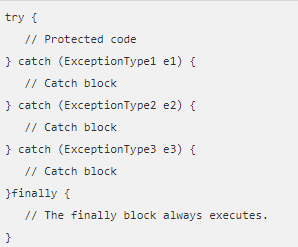 try {
   // Protected code
} catch (ExceptionType1 e1) {
   // Catch block
} catch (ExceptionType2 e2) {
   // Catch block
} catch (ExceptionType3 e3) {
   // Catch block
}finally {
   // The finally block always executes.
}